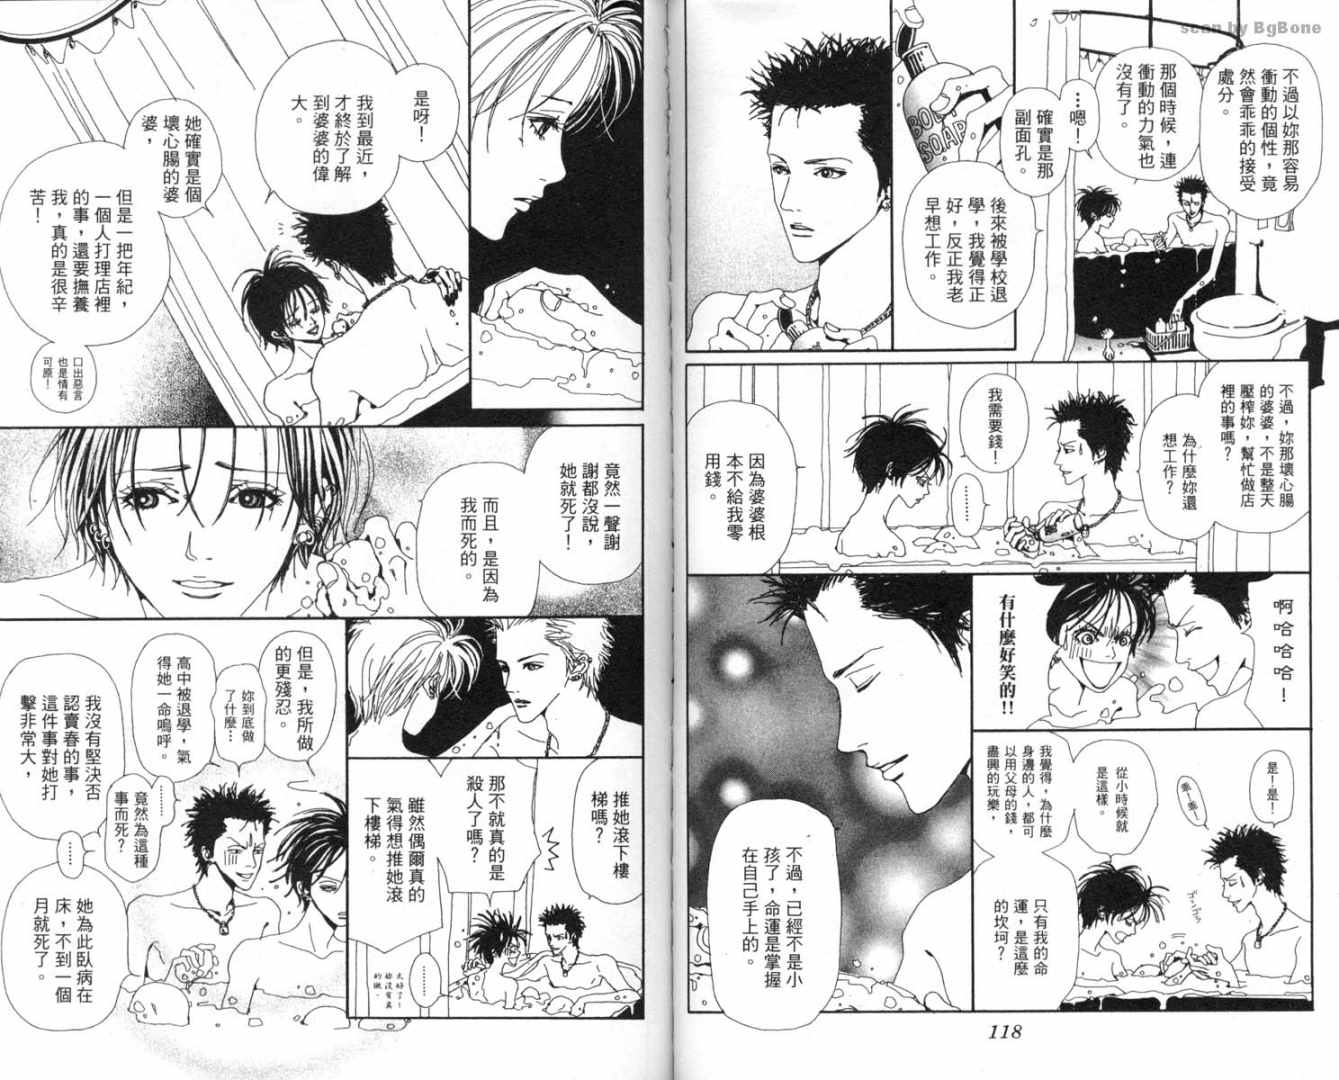 scan by BgBone
不過以妳那容易
衝動的個性，竟
然會乖乖的接受
處分。
那個時候，連
衝動的力氣也
沒有了。
…嗯！
確實是那
副面孔。
BODY
SOAP
後來被學校退
學，我覺得正
好，反正我老
早想工作。
不過，妳那壞心腸
的婆婆，不是整天
壓榨妳，幫忙做店
裡的事嗎？
為什麼妳還
想工作？
………
我需要錢！
因為婆婆根
本不給我零
用錢。
啊哈哈哈！
有什麼好笑的!!
是！是！
乖！乖！
從小時候就
是這樣。
我覺得，為什麼
身邊的人，都可
以用父母的錢，
盡興的玩樂，
只有我的命
運，是這麼
的坎坷？
不過，已經不是小
孩了，命運是掌握
在自己手上的。
118
是呀！
我到最近，
才終於了解
到婆婆的偉
大。
她確實是個
壞心腸的婆
婆，
但是一把年紀，
一個人打理店裡
的事，還要撫養
我，真的是很辛
苦！
口出惡言
也是情有
可原！
竟然一聲謝
謝都沒說，
她就死了！
而且，是因為
我而死的。
推她滾下樓
梯嗎？
那不就真的是
殺人了嗎？
雖然偶爾真的
氣得想推她滾
下樓梯。
………
太好了！
妳沒有真
的做。
但是，我所做
的更殘忍。
妳到底做
了什麼…
高中被退學，氣
得她一命嗚呼。
………
竟然為這種
事而死？
我沒有堅決否
認賣春的事，
這件事對她打
擊非常大，
……
她為此臥病在
床，不到一個
月就死了。